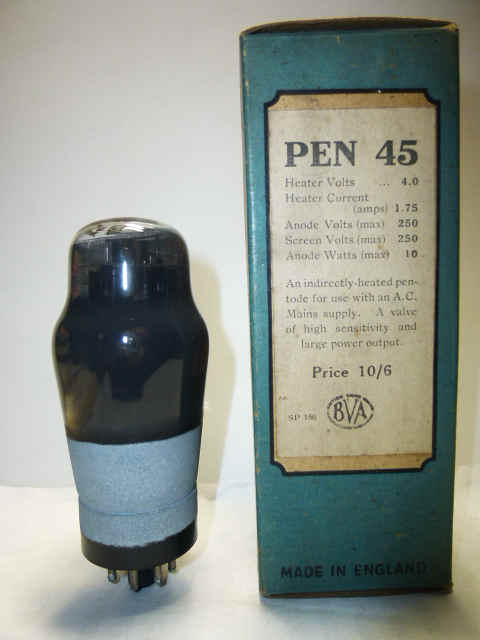 PEN 45
Heater Volts ... 4.0
Heater Current
(amps) 1.75
Anode Volts (max) 250
Screen Volts (max) 250
Anode Watts (max) 10
An indirectly-heated pen-
tode for use with an A.C.
Mains supply. A valve
of high sensitivity and
large power output.
Price 10/6
SP 186
BVA
MADE IN ENGLAND